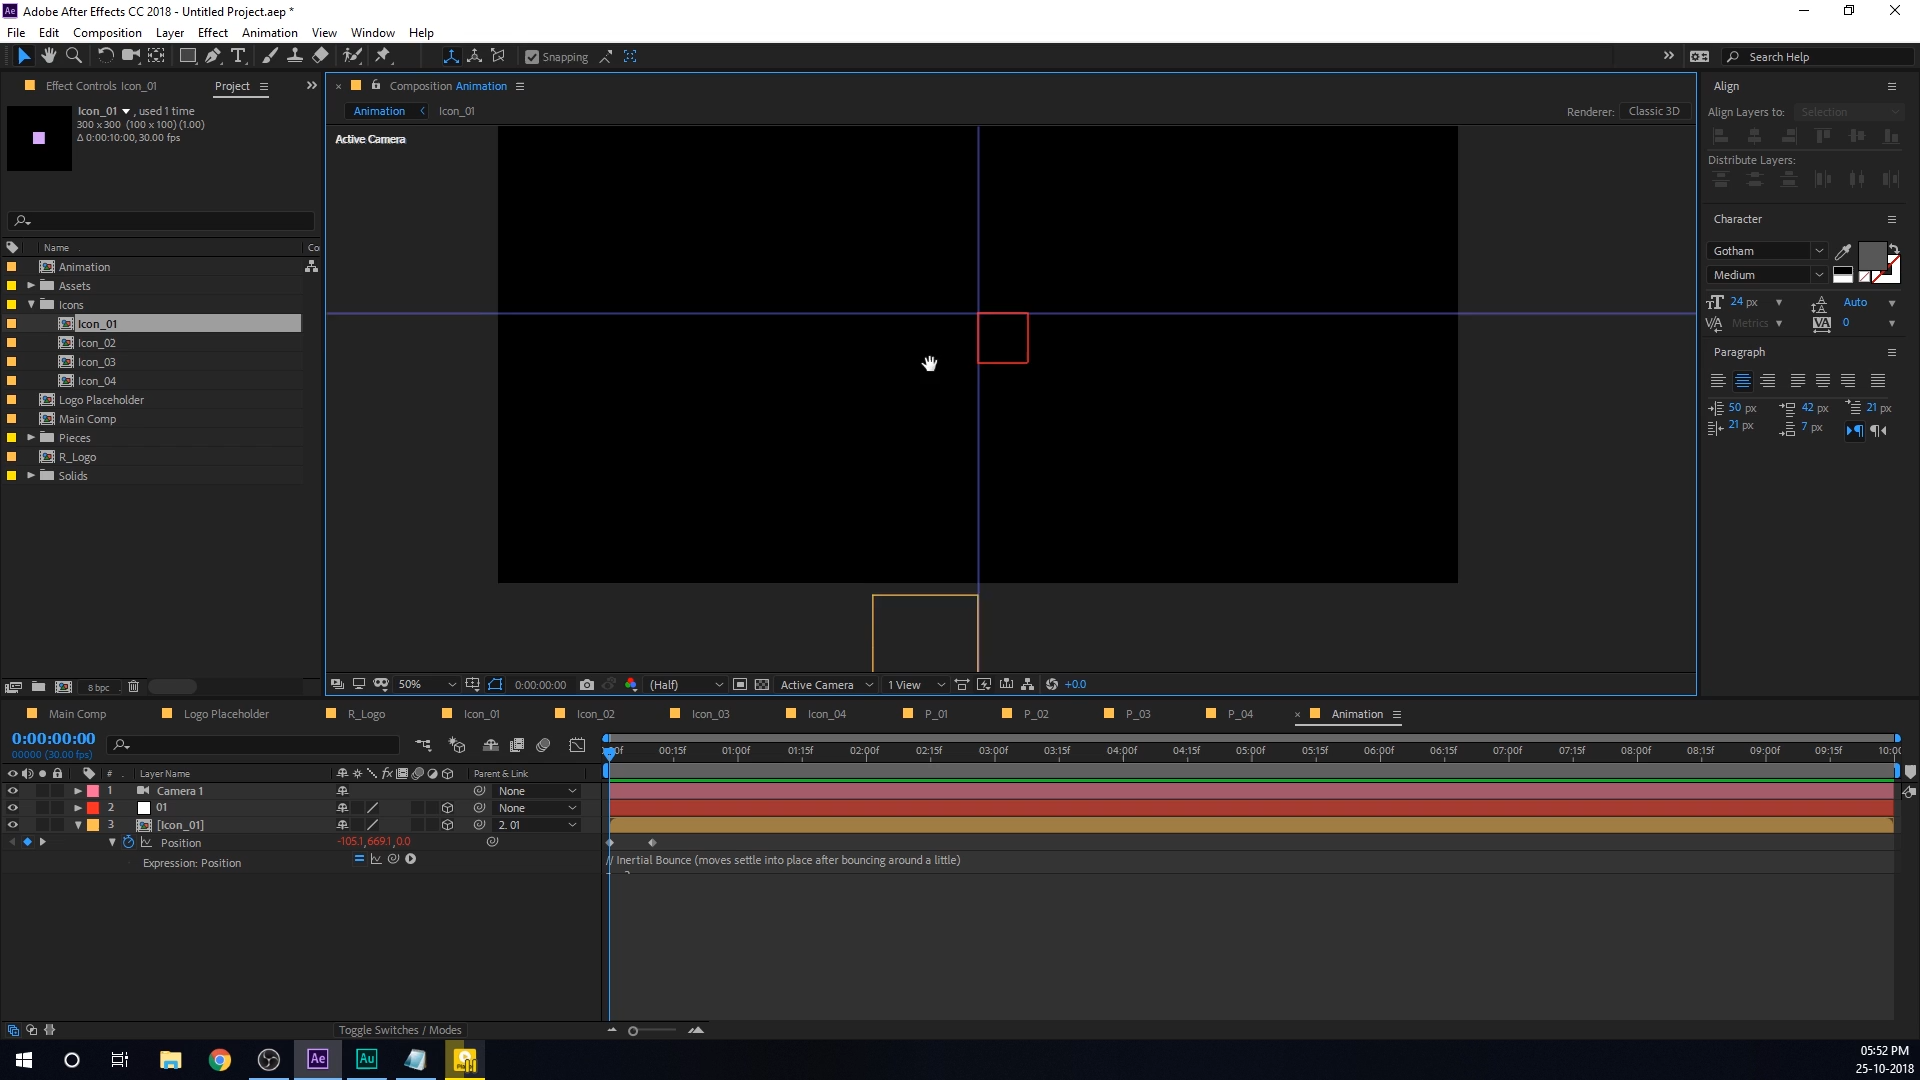 Adobe After Effects CC 2018 - Untitled Project.aep *
File Edit Composition Layer Effect Animation View Window Help
Snapping
Search Help
Effect Controls Icon_01
Project
Icon_01 , used 1 time
300 x 300 (100 x 100) (1.00)
Δ 0:00:10:00, 30.00 fps
Name
Co
Animation
Assets
Icons
Icon_01
Icon_02
Icon_03
Icon_04
Logo Placeholder
Main Comp
Pieces
R_Logo
Solids
8 bpc
Composition Animation
Animation
Icon_01
Renderer: Classic 3D
Active Camera
50%
0:00:00:00
(Half)
Active Camera
1 View
+0.0
Align
Align Layers to: Selection
Distribute Layers:
Character
Gotham
Medium
24 px
Auto
Metrics
0
Paragraph
50 px
42 px
21 px
21 px
7 px
Main Comp
Logo Placeholder
R_Logo
Icon_01
Icon_02
Icon_03
Icon_04
P_01
P_02
P_03
P_04
Animation
0:00:00:00
00000 (30.00 fps)
00:15f 01:00f 01:15f 02:00f 02:15f 03:00f 03:15f 04:00f 04:15f 05:00f 05:15f 06:00f 06:15f 07:00f 07:15f 08:00f 08:15f 09:00f 09:15f 10:00
# . Layer Name
Parent & Link
1 Camera 1 None
2 01 None
3 [Icon_01] 2. 01
Position -105.1,669.1,0.0
Expression: Position
// Inertial Bounce (moves settle into place after bouncing around a little)
Toggle Switches / Modes
Ae
Au
05:52 PM
25-10-2018